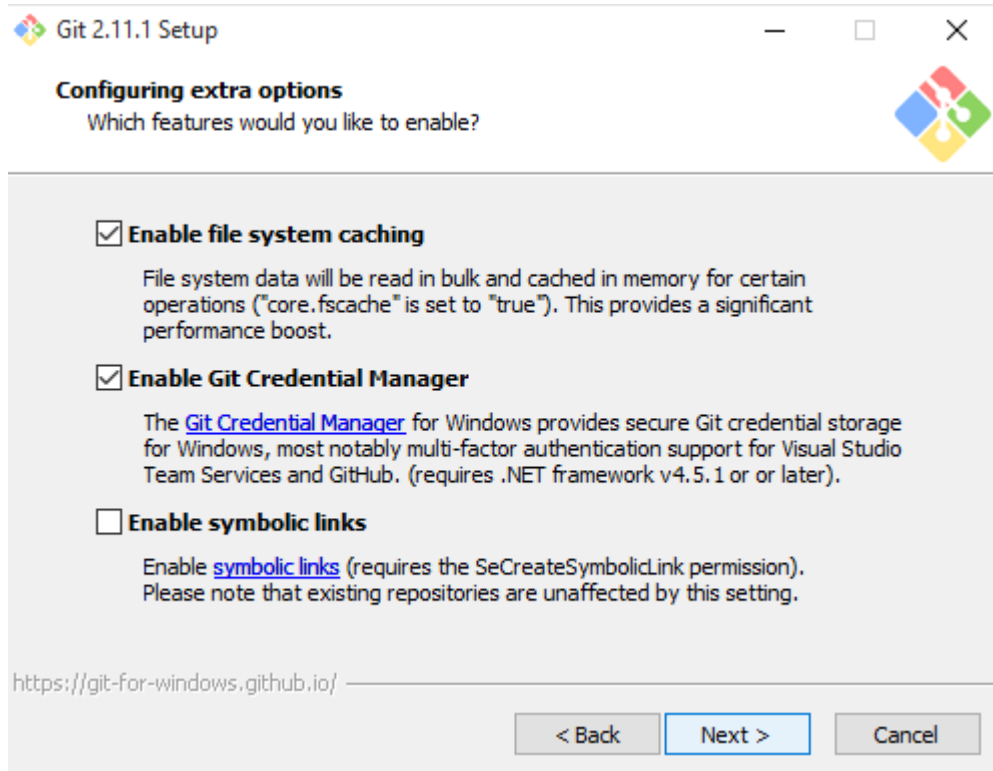 Git 2.11.1 Setup
Configuring extra options
Which features would you like to enable?
Enable file system caching
File system data will be read in bulk and cached in memory for certain
operations ("core.fscache" is set to "true"). This provides a significant
performance boost.
Enable Git Credential Manager
The Git Credential Manager for Windows provides secure Git credential storage
for Windows, most notably multi-factor authentication support for Visual Studio
Team Services and GitHub. (requires .NET framework v4.5.1 or or later).
Enable symbolic links
Enable symbolic links (requires the SeCreateSymbolicLink permission).
Please note that existing repositories are unaffected by this setting.
https://git-for-windows.github.io/
< Back Next > Cancel